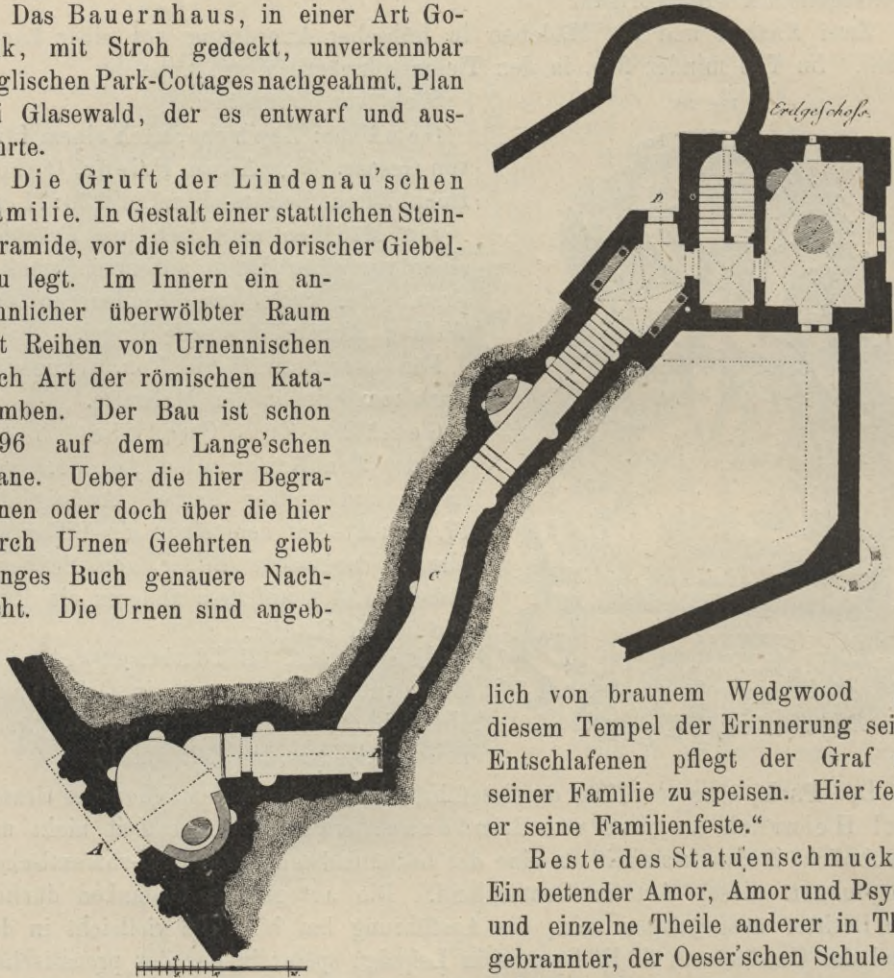 Das Bauernhaus, in einer Art Go-
k, mit Stroh gedeckt, unverkennbar
glischen Park-Cottages nachgeahmt. Plan
i Glasewald, der es entwarf und aus-
hrte.
Die Gruft der Lindenau'schen
amilie. In Gestalt einer stattlichen Stein-
ramide, vor die sich ein dorischer Giebel-
u legt. Im Innern ein an-
hnlicher überwölbter Raum
t Reihen von Urnennischen
ch Art der römischen Kata-
mben. Der Bau ist schon
96 auf dem Lange'schen
ane. Ueber die hier Begra-
nen oder doch über die hier
rch Urnen Geehrten giebt
nges Buch genauere Nach-
cht. Die Urnen sind angeb-
lich von braunem Wedgwood
diesem Tempel der Erinnerung sei
Entschlafenen pflegt der Graf
seiner Familie zu speisen. Hier fe
er seine Familienfeste.“
Reste des Statuenschmuck
Ein betender Amor, Amor und Psy
und einzelne Theile anderer in Th
gebrannter, der Oeser'schen Schule
Erdgeschoss.
D
C
B
A